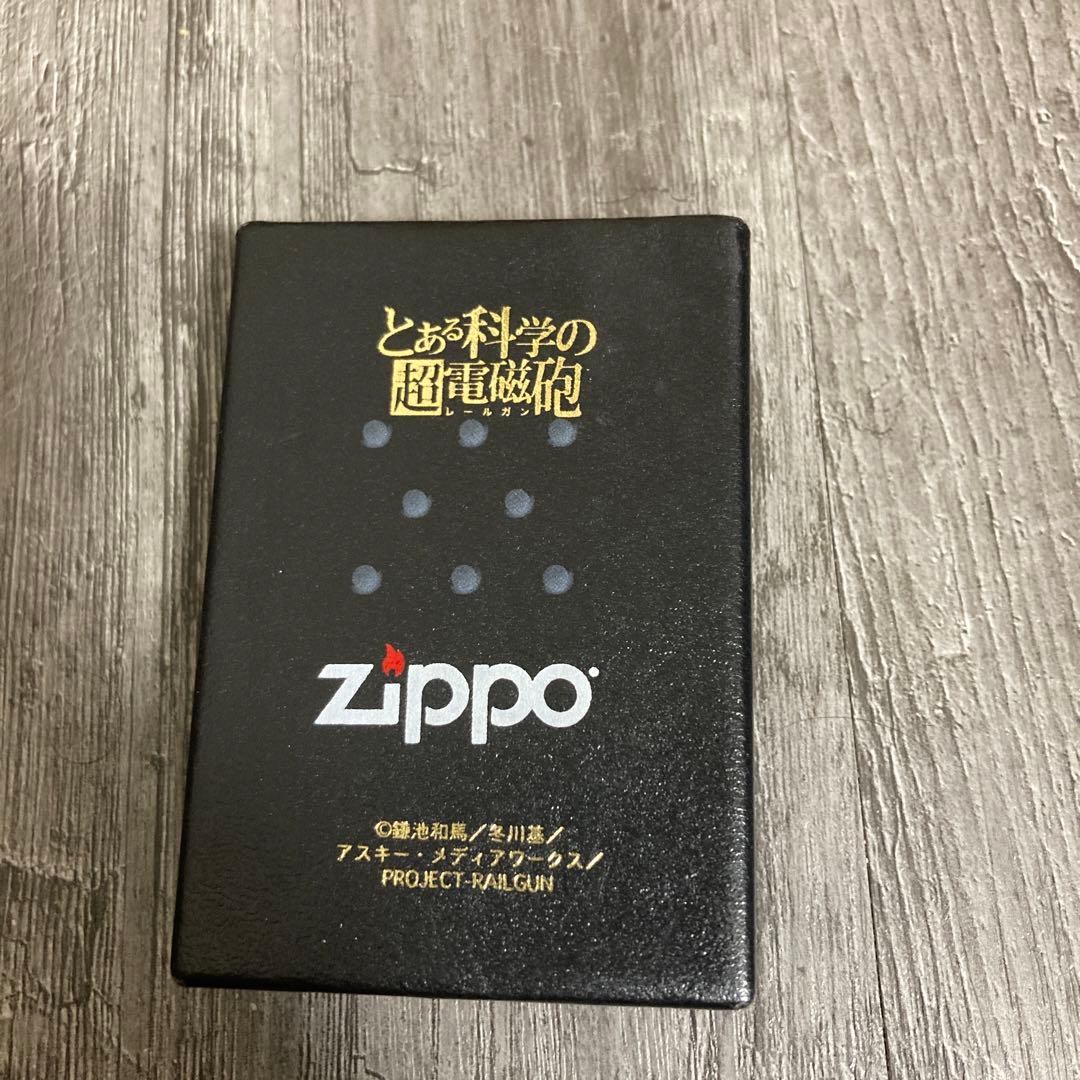 とある科学の
超電磁砲
レールガン
zippo
©鎌池和馬／冬川基／
アスキー・メディアワークス／
PROJECT-RAILGUN